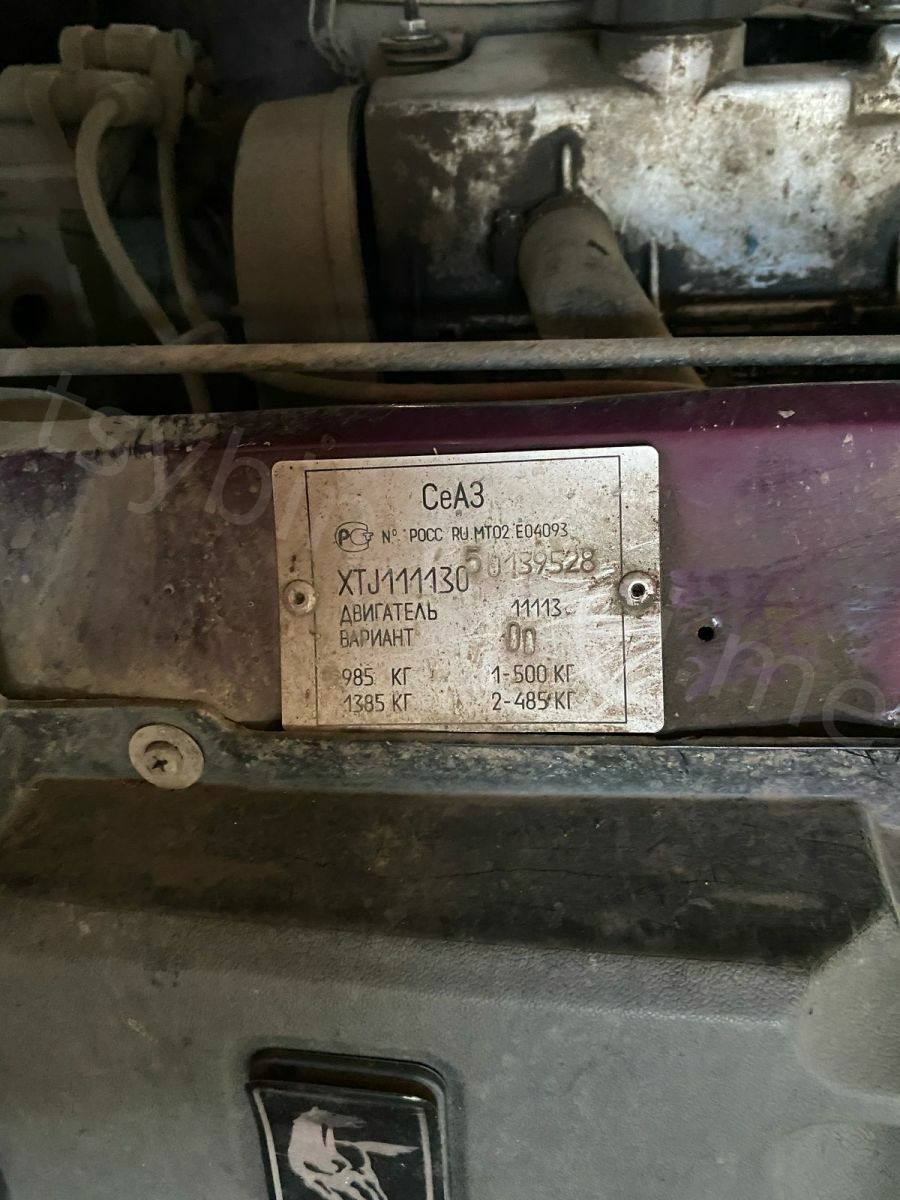 СеАЗ
РСТ № РОСС RU.МТ02.Е04093
XTJ111130 50139528
ДВИГАТЕЛЬ 11113
ВАРИАНТ 00
985 КГ 1-500 КГ
1385 КГ 2-485 КГ